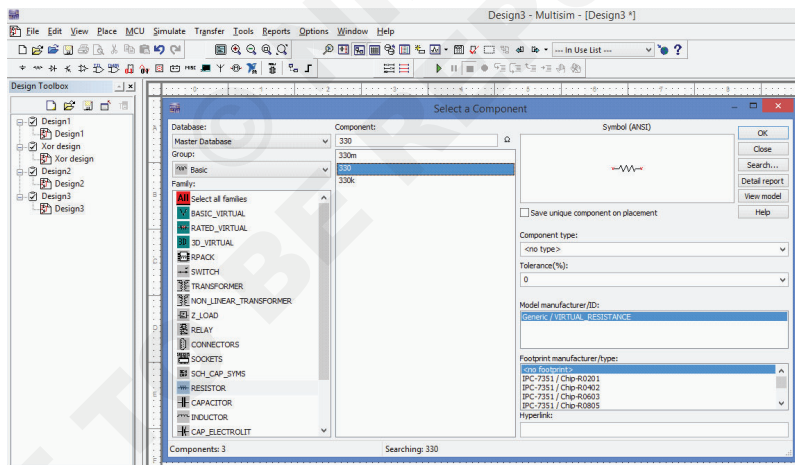 Design3 - Multisim - [Design3 *]
File Edit View Place MCU Simulate Transfer Tools Reports Options Window Help
--- In Use List ---
Design Toolbox
Design1
Design1
Xor design
Xor design
Design2
Design2
Design3
Design3
Select a Component
Database:
Master Database
Group:
Basic
Family:
All Select all families
BASIC_VIRTUAL
RATED_VIRTUAL
3D_VIRTUAL
RPACK
SWITCH
TRANSFORMER
NON_LINEAR_TRANSFORMER
Z_LOAD
RELAY
CONNECTORS
SOCKETS
SCH_CAP_SYMS
RESISTOR
CAPACITOR
INDUCTOR
CAP_ELECTROLIT
Component:
330 Ω
330m
330
330k
Symbol (ANSI)
Save unique component on placement
Component type:
<no type>
Tolerance(%):
0
Model manufacturer/ID:
Generic / VIRTUAL_RESISTANCE
Footprint manufacturer/type:
<no footprint>
IPC-7351 / Chip-R0201
IPC-7351 / Chip-R0402
IPC-7351 / Chip-R0603
IPC-7351 / Chip-R0805
Hyperlink:
OK
Close
Search...
Detail report
View model
Help
Components: 3 Searching: 330